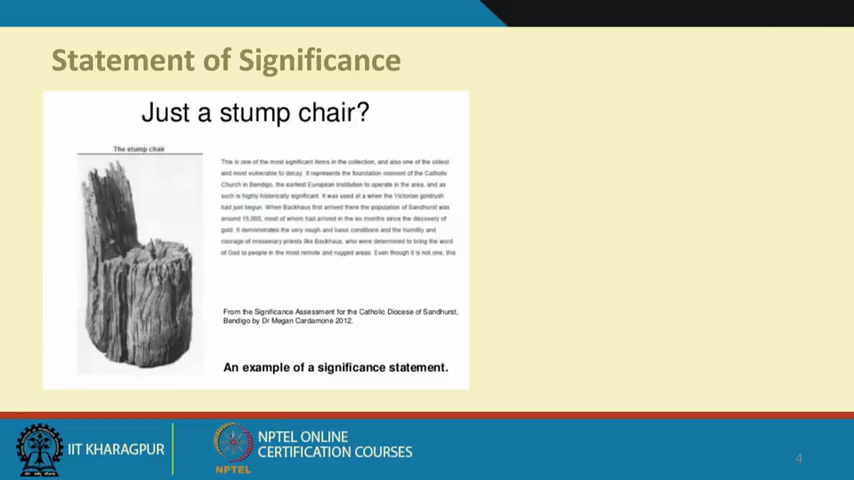 Statement of Significance
Just a stump chair?
The stump chair
This is one of the most significant items in the collection, and also one of the oldest
and most vulnerable to decay. It represents the foundation moment of the Catholic
Church in Bendigo, the earliest European institution to operate in the area, and as
such is highly historically significant. It was used at a when the Victorian goldrush
had just begun. When Backhaus first arrived there the population of Sandhurst was
around 15,000, most of whom had arrived in the six months since the discovery of
gold. It demonstrates the very rough and basic conditions and the humility and
courage of missionary priests like Backhaus, who were determined to bring the word
of God to people in the most remote and rugged areas. Even though it is not one, this
From the Significance Assessment for the Catholic Diocese of Sandhurst,
Bendigo by Dr Megan Cardamone 2012.
An example of a significance statement.
IIT KHARAGPUR
NPTEL
NPTEL ONLINE
CERTIFICATION COURSES
4